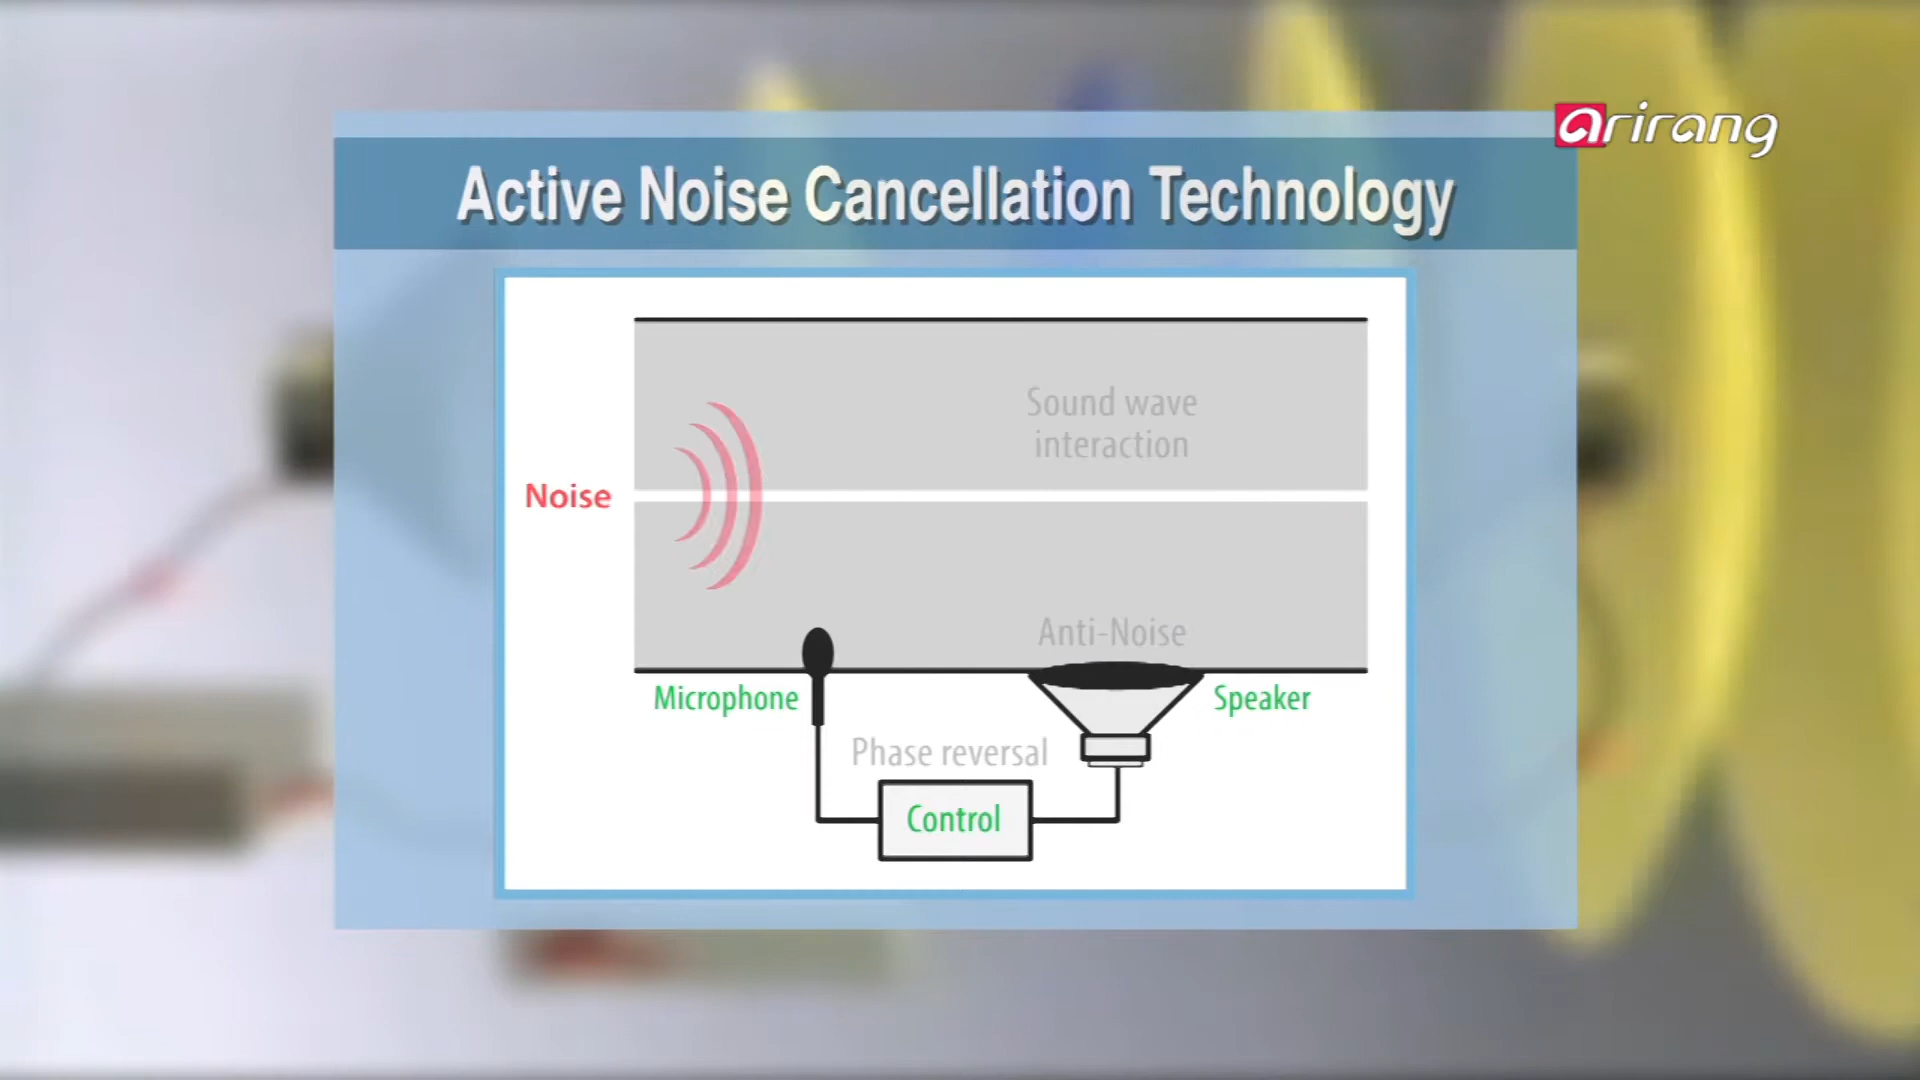 arirang
Active Noise Cancellation Technology
Sound wave
interaction
Noise
Anti-Noise
Microphone
Speaker
Phase reversal
Control